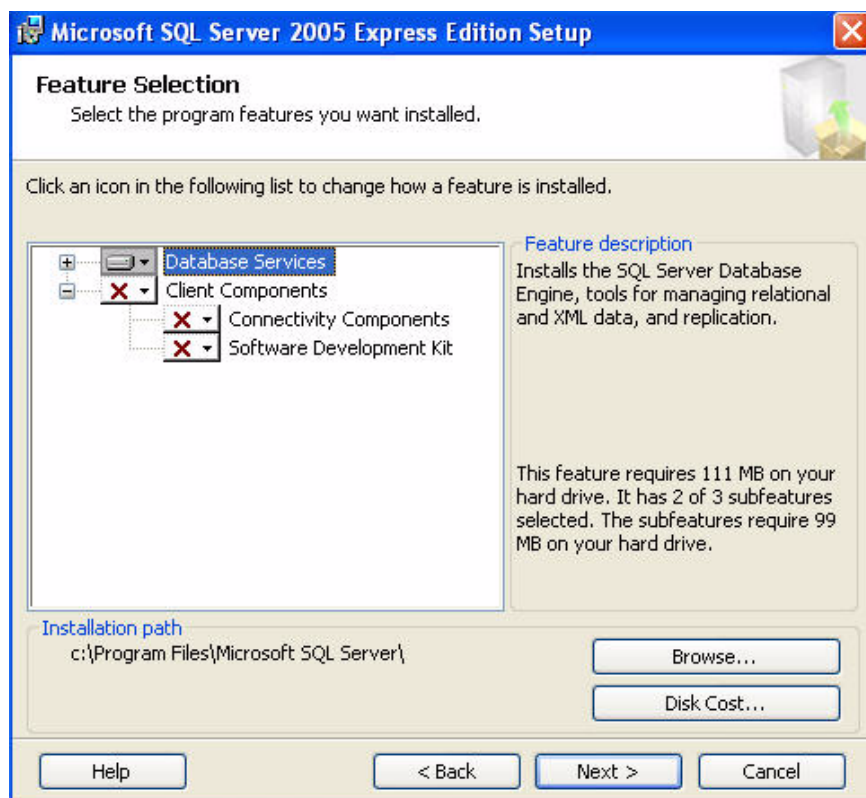 Microsoft SQL Server 2005 Express Edition Setup
Feature Selection
Select the program features you want installed.
Click an icon in the following list to change how a feature is installed.
Database Services
Client Components
Connectivity Components
Software Development Kit
Feature description
Installs the SQL Server Database
Engine, tools for managing relational
and XML data, and replication.
This feature requires 111 MB on your
hard drive. It has 2 of 3 subfeatures
selected. The subfeatures require 99
MB on your hard drive.
Installation path
c:\Program Files\Microsoft SQL Server\
Browse...
Disk Cost...
Help
< Back
Next >
Cancel